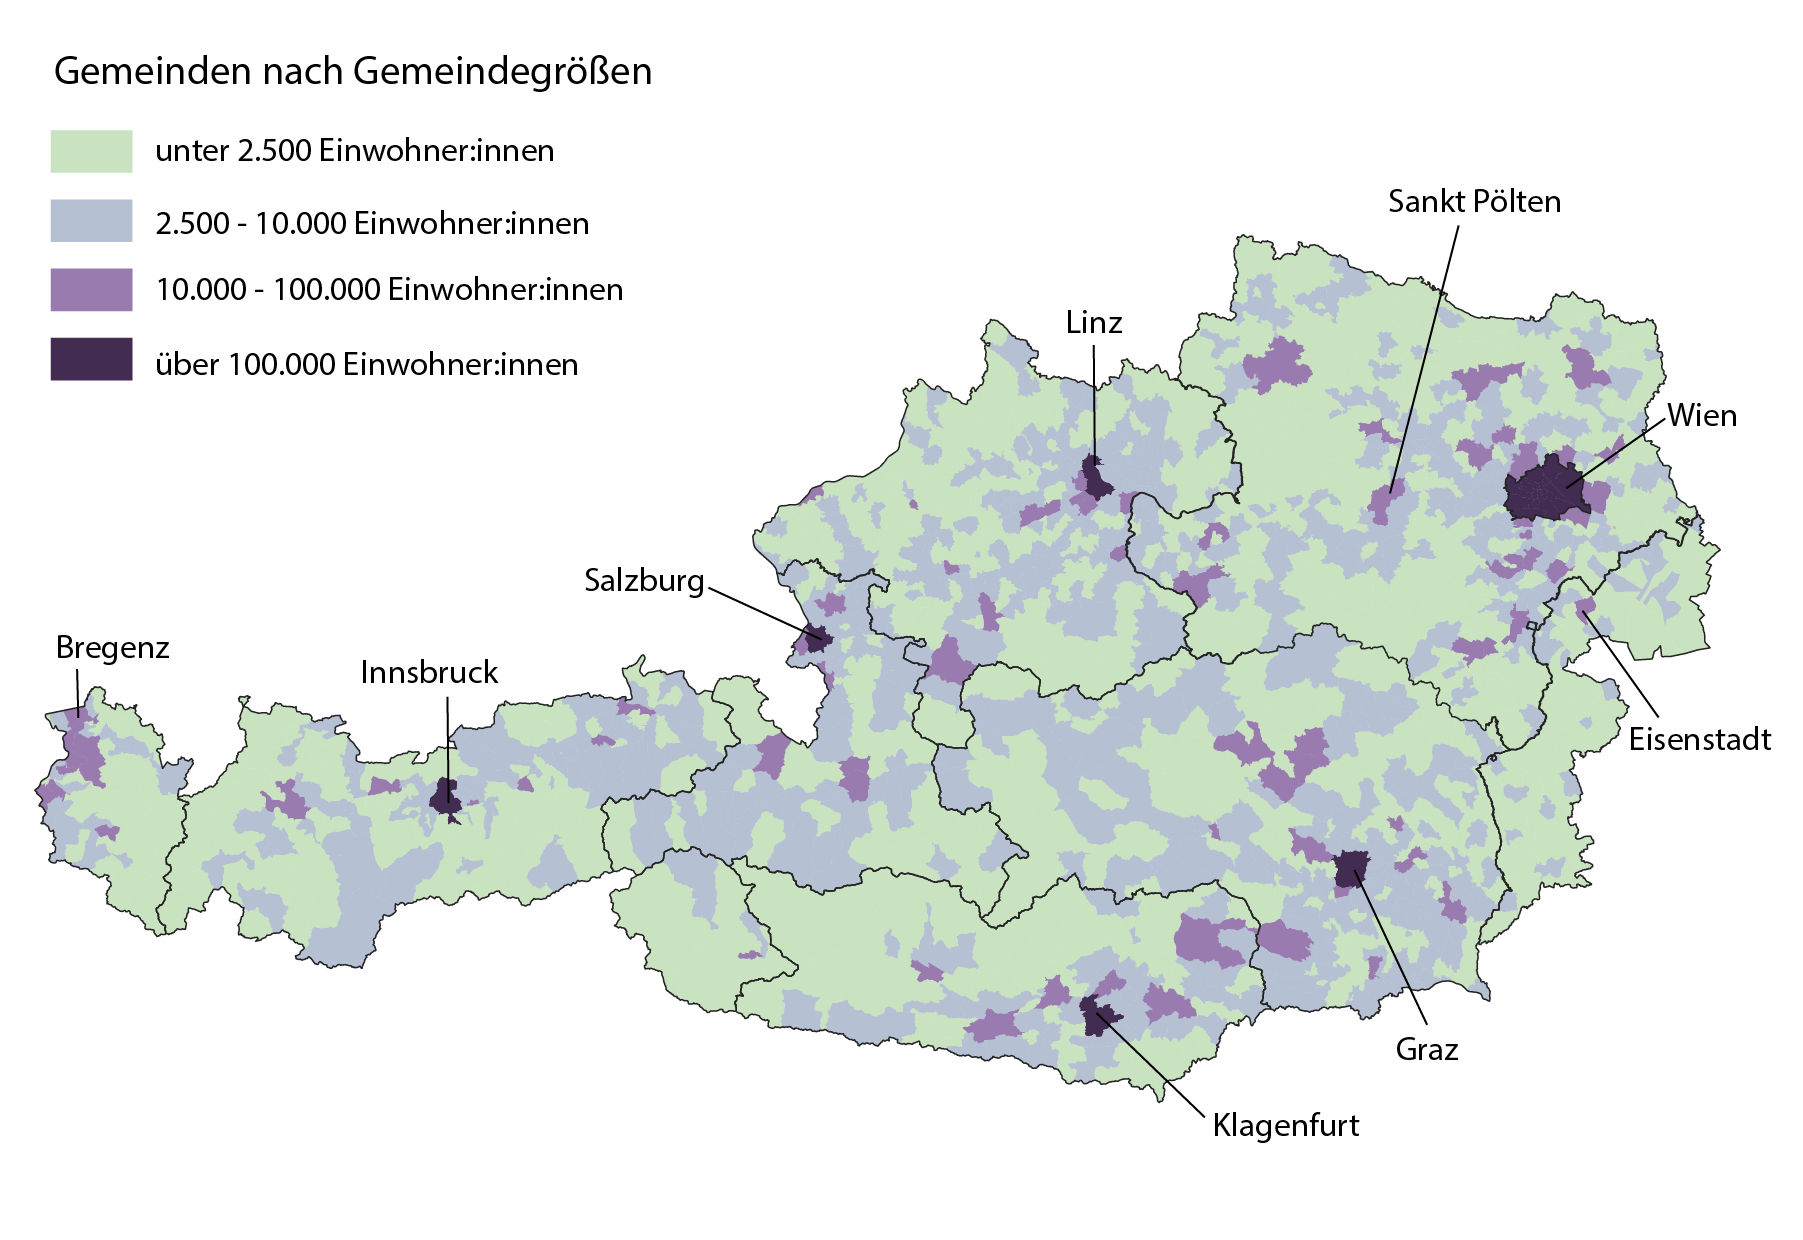 Gemeinden nach Gemeindegrößen
unter 2.500 Einwohner:innen
2.500 - 10.000 Einwohner:innen
10.000 - 100.000 Einwohner:innen
über 100.000 Einwohner:innen
Sankt Pölten
Linz
Wien
Salzburg
Bregenz
Innsbruck
Eisenstadt
Graz
Klagenfurt